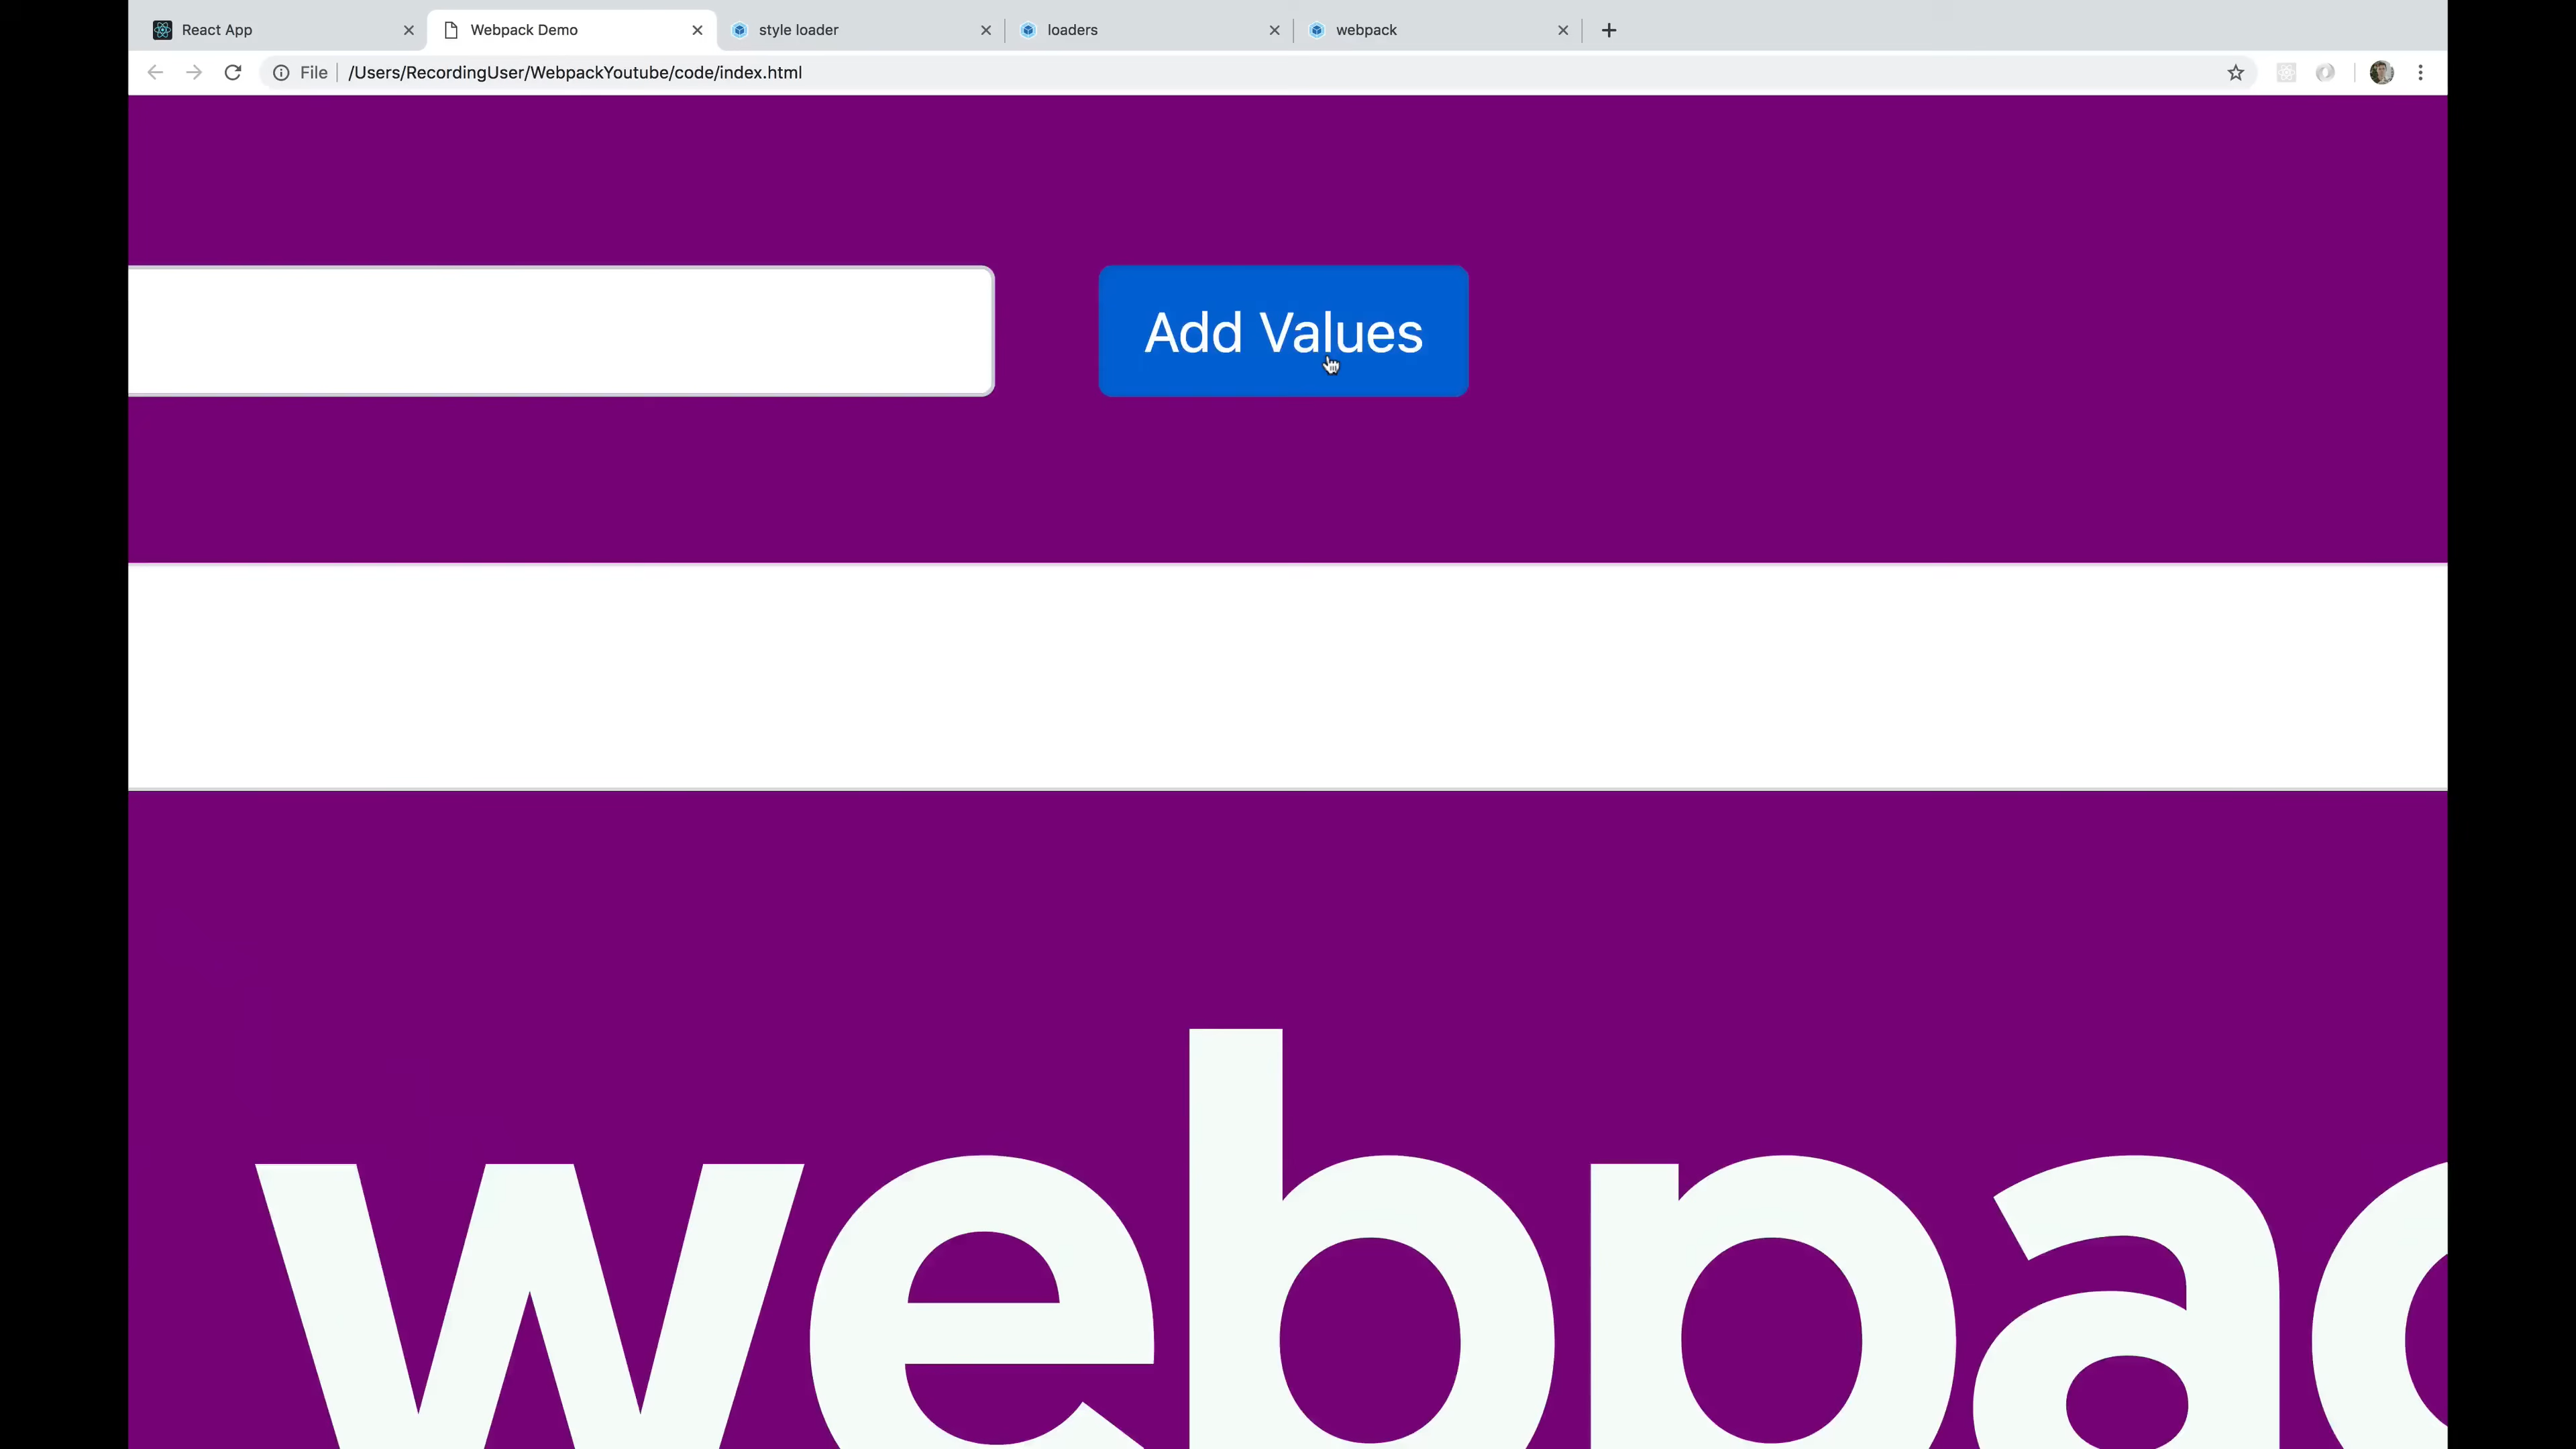 React App
Webpack Demo
style loader
loaders
webpack
File
/Users/RecordingUser/WebpackYoutube/code/index.html
Add Values
webpac